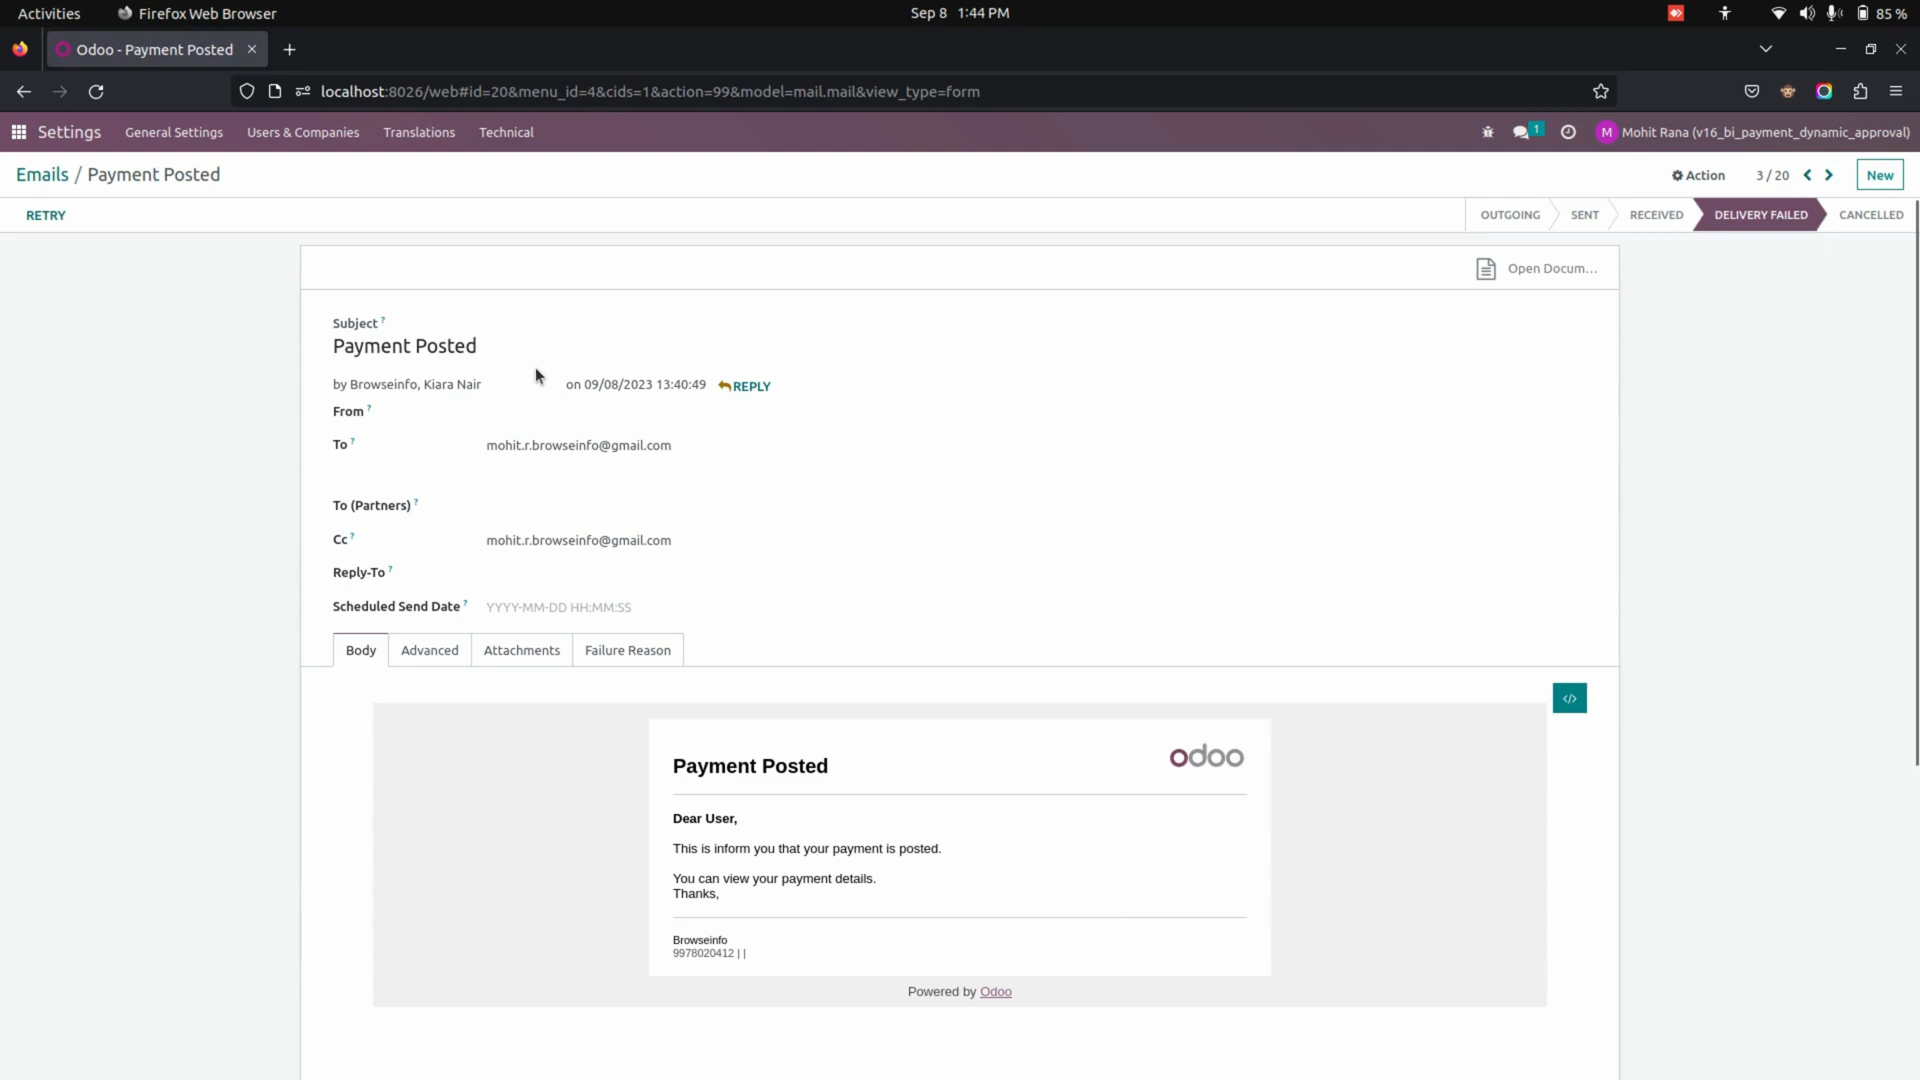 Activities
Firefox Web Browser
Sep 8 1:44 PM
85 %
Odoo - Payment Posted
localhost:8026/web#id=20&menu_id=4&cids=1&action=99&model=mail.mail&view_type=form
Settings
General Settings
Users & Companies
Translations
Technical
1
M
Mohit Rana (v16_bi_payment_dynamic_approval)
Emails / Payment Posted
Action
3 / 20
New
RETRY
OUTGOING
SENT
RECEIVED
DELIVERY FAILED
CANCELLED
Open Docum...
Subject ?
Payment Posted
by Browseinfo, Kiara Nair
on 09/08/2023 13:40:49
REPLY
From ?
To ?
mohit.r.browseinfo@gmail.com
To (Partners) ?
Cc ?
mohit.r.browseinfo@gmail.com
Reply-To ?
Scheduled Send Date ?
YYYY-MM-DD HH:MM:SS
Body
Advanced
Attachments
Failure Reason
</>
Payment Posted
odoo
Dear User,
This is inform you that your payment is posted.
You can view your payment details.
Thanks,
Browseinfo
9978020412 | |
Powered by Odoo